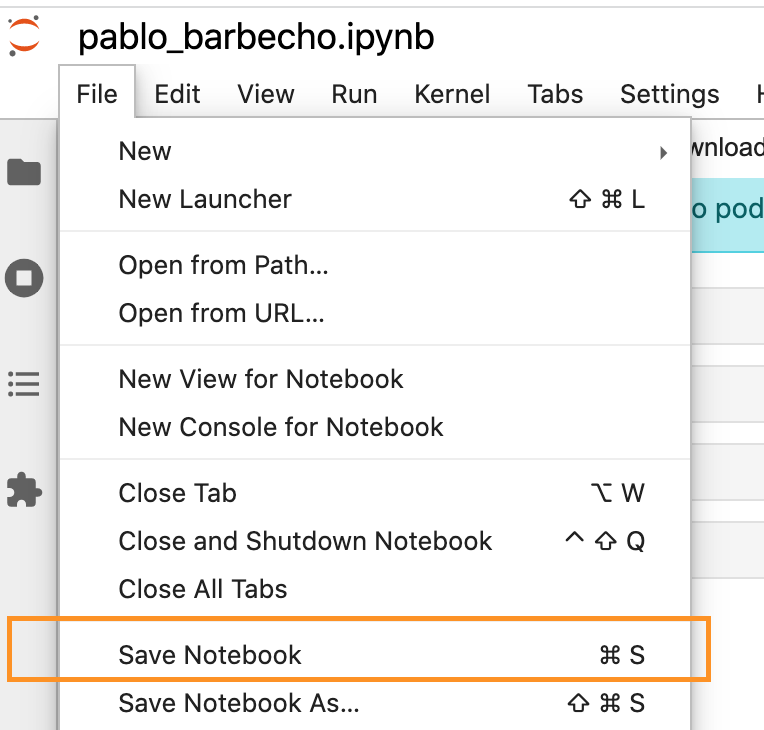 pablo_barbecho.ipynb
File Edit View Run Kernel Tabs Settings
New
New Launcher ⇧ ⌘ L
Open from Path...
Open from URL...
New View for Notebook
New Console for Notebook
Close Tab ⌥ W
Close and Shutdown Notebook ^ ⇧ Q
Close All Tabs
Save Notebook ⌘ S
Save Notebook As... ⇧ ⌘ S